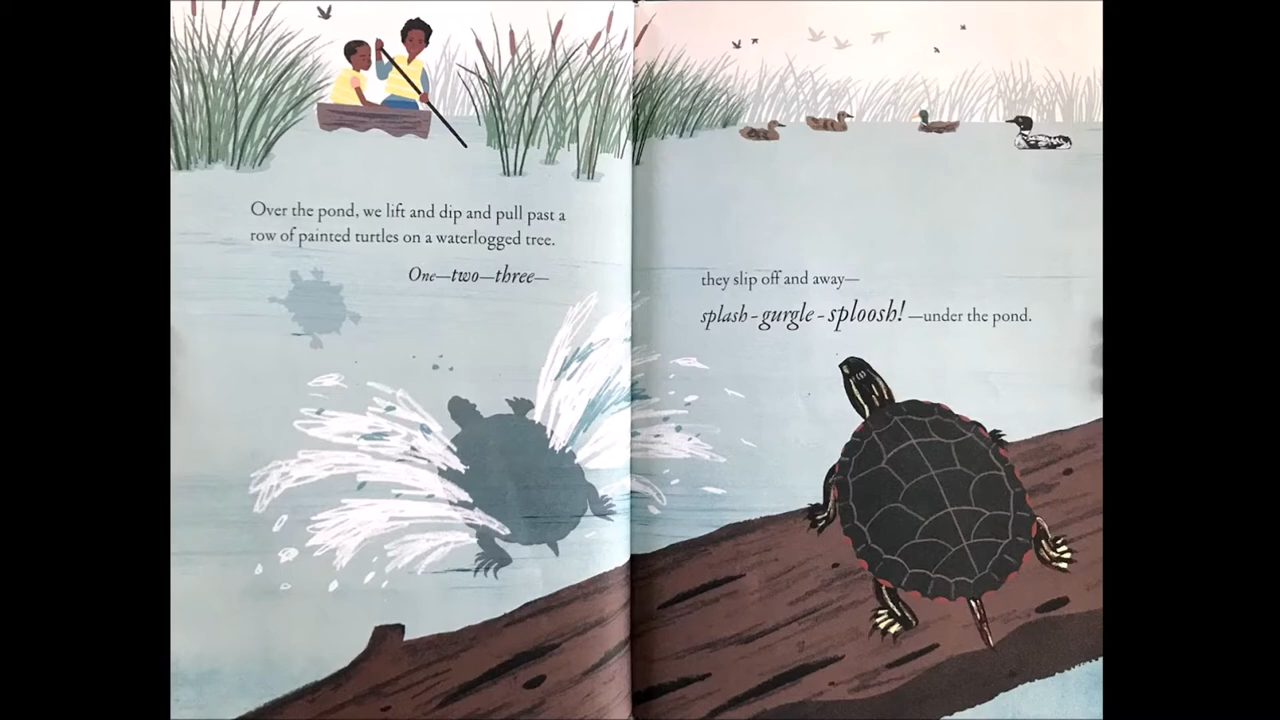 Over the pond, we lift and dip and pull past a
row of painted turtles on a waterlogged tree.
One—two—three—
they slip off and away—
splash - gurgle - sploosh! —under the pond.